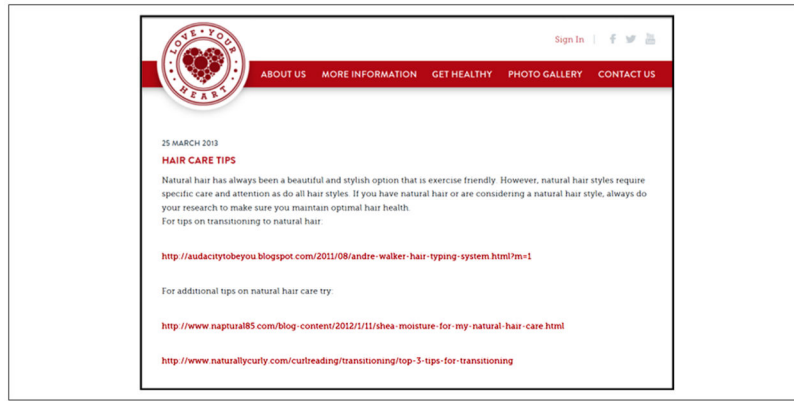 LOVE • YOUR
HEART
Sign In
ABOUT US MORE INFORMATION GET HEALTHY PHOTO GALLERY CONTACT US
25 MARCH 2013
HAIR CARE TIPS
Natural hair has always been a beautiful and stylish option that is exercise friendly. However, natural hair styles require
specific care and attention as do all hair styles. If you have natural hair or are considering a natural hair style, always do
your research to make sure you maintain optimal hair health.
For tips on transitioning to natural hair:
http://audacitytobeyou.blogspot.com/2011/08/andre-walker-hair-typing-system.html?m=1
For additional tips on natural hair care try:
http://www.naptural85.com/blog-content/2012/1/11/shea-moisture-for-my-natural-hair-care.html
http://www.naturallycurly.com/curlreading/transitioning/top-3-tips-for-transitioning